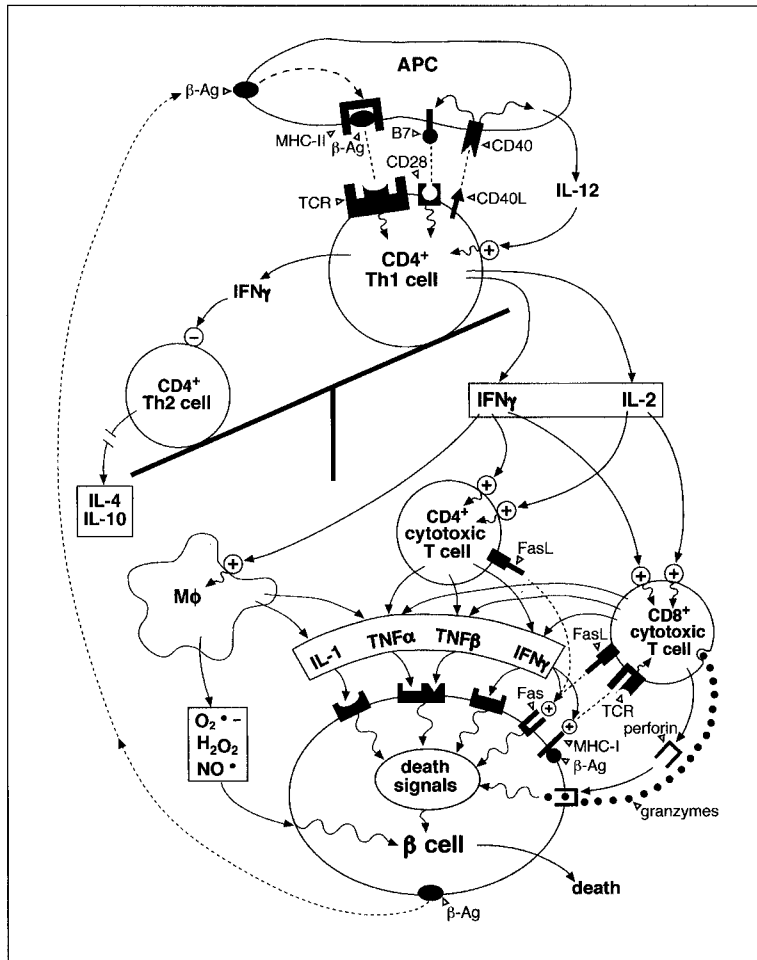 APC
β-Ag
MHC-II
β-Ag
B7
CD40
CD28
TCR
CD40L
IL-12
+
CD4+
Th1 cell
IFNγ
−
CD4+
Th2 cell
IL-4
IL-10
IFNγ IL-2
+
+
CD4+
cytotoxic
T cell
FasL
+
Mϕ
+ +
CD8+
cytotoxic
T cell
FasL
TCR
IL-1 TNFα TNFβ IFNγ
Fas
+
+
MHC-I
β-Ag
perforin
granzymes
O2•−
H2O2
NO•
death
signals
β cell
death
β-Ag